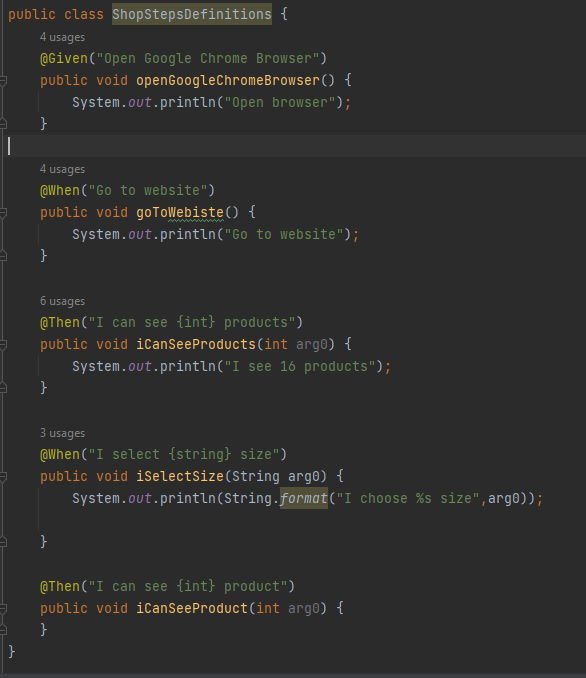 public class ShopStepsDefinitions {
4 usages
@Given("Open Google Chrome Browser")
public void openGoogleChromeBrowser() {
System.out.println("Open browser");
}
4 usages
@When("Go to website")
public void goToWebiste() {
System.out.println("Go to website");
}
6 usages
@Then("I can see {int} products")
public void iCanSeeProducts(int arg0) {
System.out.println("I see 16 products");
}
3 usages
@When("I select {string} size")
public void iSelectSize(String arg0) {
System.out.println(String.format("I choose %s size",arg0));
}
@Then("I can see {int} product")
public void iCanSeeProduct(int arg0) {
}
}